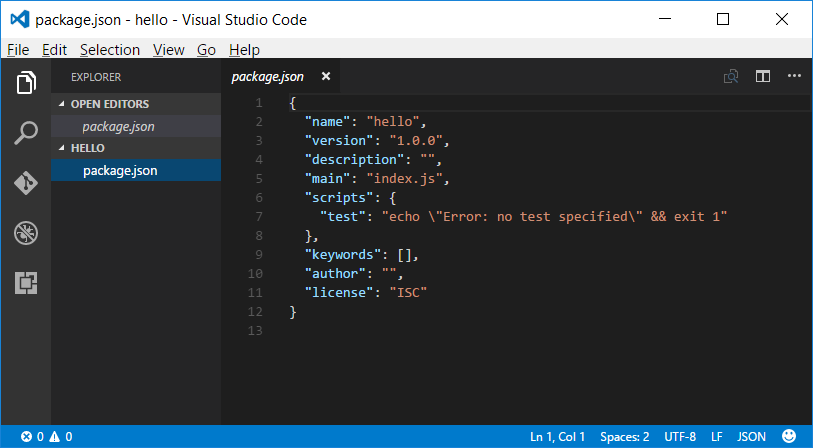 package.json - hello - Visual Studio Code
File Edit Selection View Go Help
EXPLORER
OPEN EDITORS
package.json
HELLO
package.json
package.json
1 {
2 "name": "hello",
3 "version": "1.0.0",
4 "description": "",
5 "main": "index.js",
6 "scripts": {
7 "test": "echo \"Error: no test specified\" && exit 1"
8 },
9 "keywords": [],
10 "author": "",
11 "license": "ISC"
12 }
13
0 0 Ln 1, Col 1 Spaces: 2 UTF-8 LF JSON